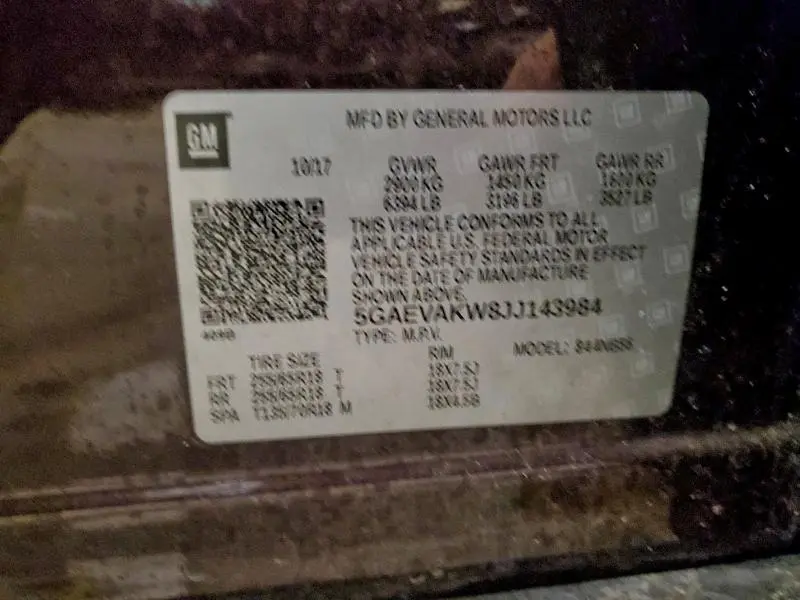 GM
MFD BY GENERAL MOTORS LLC
10/17 GVWR GAWR FRT GAWR RR
2900 KG 1450 KG 1600 KG
6394 LB 3196 LB 3527 LB
THIS VEHICLE CONFORMS TO ALL
APPLICABLE U.S. FEDERAL MOTOR
VEHICLE SAFETY STANDARDS IN EFFECT
ON THE DATE OF MANUFACTURE
SHOWN ABOVE.
5GAEVAKW8JJ143984
TYPE: M.P.V. MODEL:
TIRE SIZE RIM
FRT 255/65R18 T 18X7.5J
RR 255/65R18 T 18X7.5J
SPA T135/70R18 M 18X4.5B